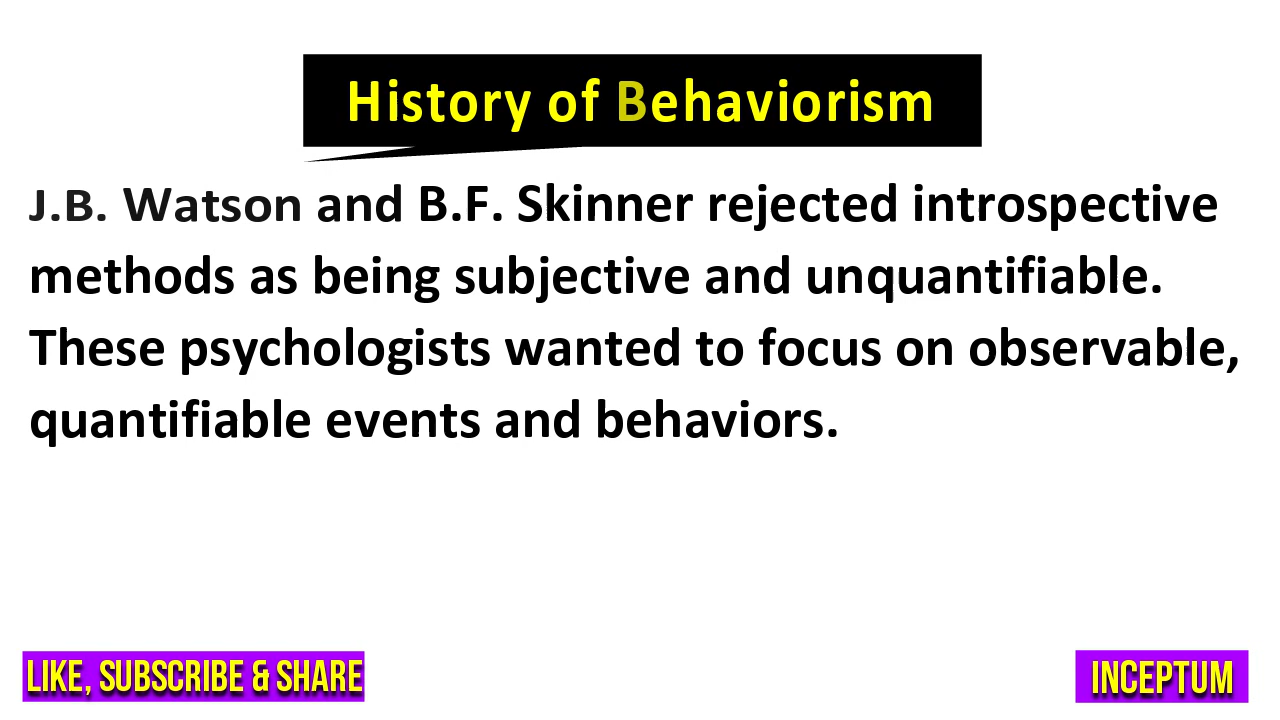 History of Behaviorism
J.B. Watson and B.F. Skinner rejected introspective
methods as being subjective and unquantifiable.
These psychologists wanted to focus on observable,
quantifiable events and behaviors.
LIKE, SUBSCRIBE & SHARE
INCEPTUM